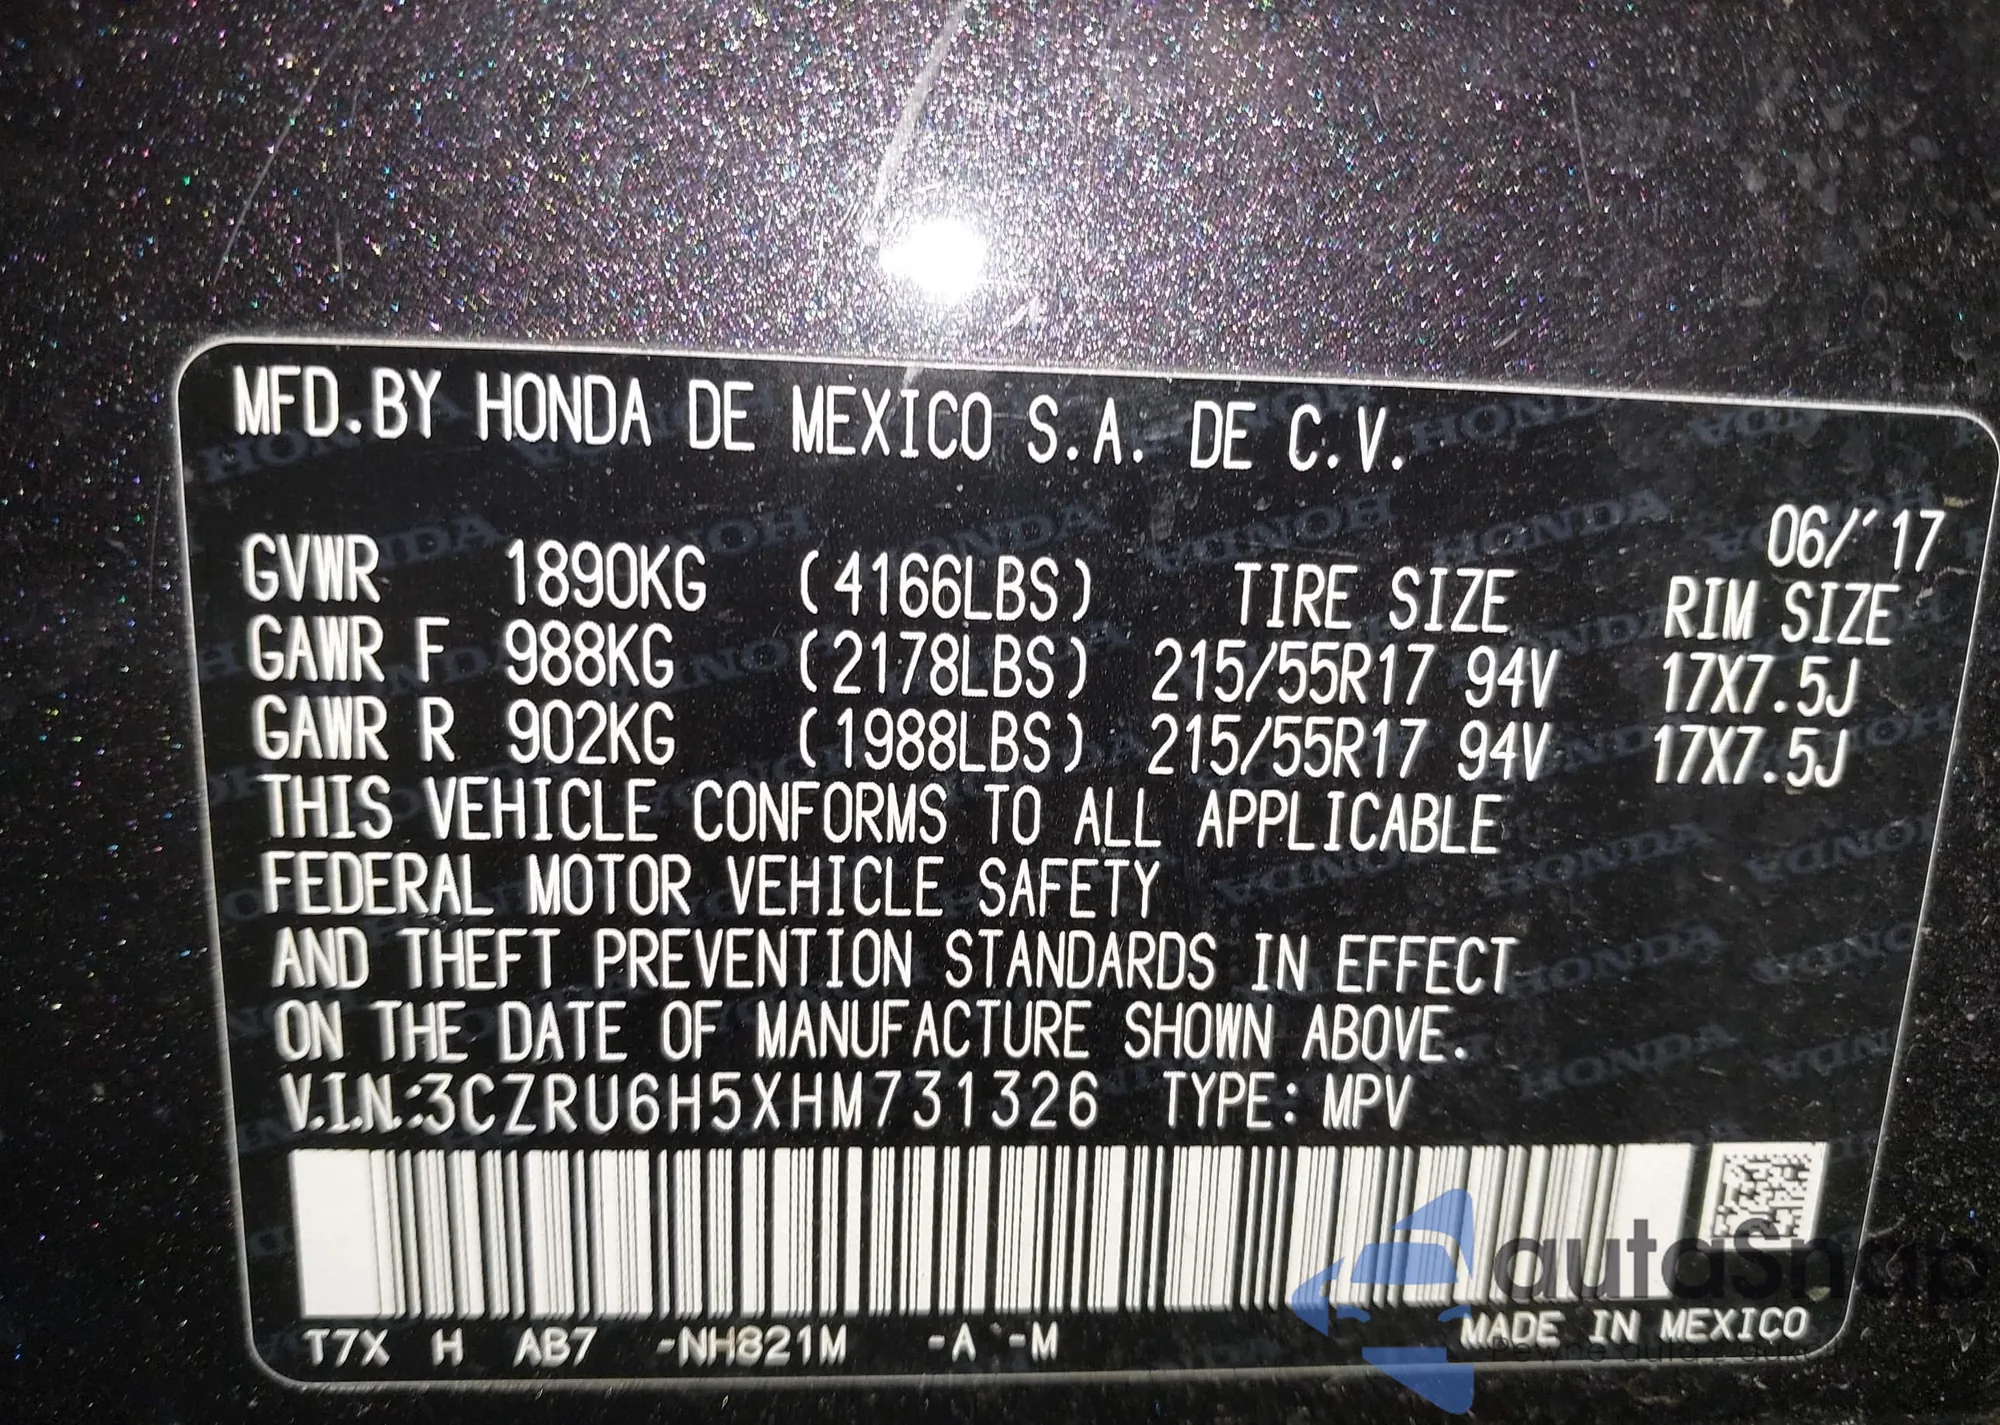 MFD.BY HONDA DE MEXICO S.A. DE C.V.
06/'17
GVWR 1890KG (4166LBS) TIRE SIZE RIM SIZE
GAWR F 988KG (2178LBS) 215/55R17 94V 17X7.5J
GAWR R 902KG (1988LBS) 215/55R17 94V 17X7.5J
THIS VEHICLE CONFORMS TO ALL APPLICABLE
FEDERAL MOTOR VEHICLE SAFETY
AND THEFT PREVENTION STANDARDS IN EFFECT
ON THE DATE OF MANUFACTURE SHOWN ABOVE.
V.I.N.:3CZRU6H5XHM731326 TYPE: MPV
T7X H AB7 -NH821M -A -M
MADE IN MEXICO
autaSnap